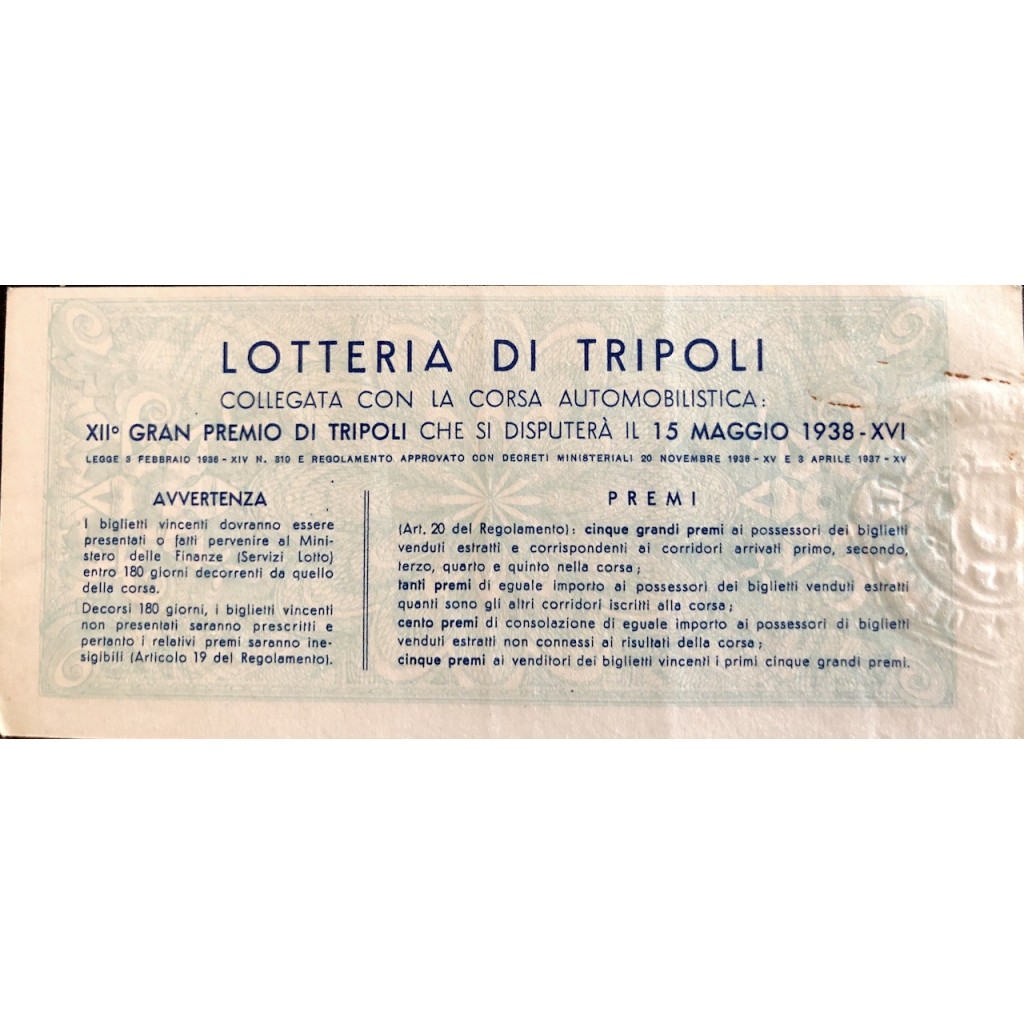 LOTTERIA DI TRIPOLI
COLLEGATA CON LA CORSA AUTOMOBILISTICA:
XII° GRAN PREMIO DI TRIPOLI CHE SI DISPUTERÀ IL 15 MAGGIO 1938-XVI
LEGGE 3 FEBBRAIO 1936 - XIV N. 310 E REGOLAMENTO APPROVATO CON DECRETI MINISTERIALI 20 NOVEMBRE 1936 - XV E 3 APRILE 1937 - XV
AVVERTENZA
I biglietti vincenti dovranno essere
presentati o fatti pervenire al Mini-
stero delle Finanze (Servizi Lotto)
entro 180 giorni decorrenti da quello
della corsa.
Decorsi 180 giorni, i biglietti vincenti
non presentati saranno prescritti e
pertanto i relativi premi saranno ine-
sigibili (Articolo 19 del Regolamento).
PREMI
(Art. 20 del Regolamento): cinque grandi premi ai possessori dei biglietti
venduti estratti e corrispondenti ai corridori arrivati primo, secondo,
terzo, quarto e quinto nella corsa;
tanti premi di eguale importo ai possessori dei biglietti venduti estratti
quanti sono gli altri corridori iscritti alla corsa;
cento premi di consolazione di eguale importo ai possessori di biglietti
venduti estratti non connessi ai risultati della corsa;
cinque premi ai venditori dei biglietti vincenti i primi cinque grandi premi.